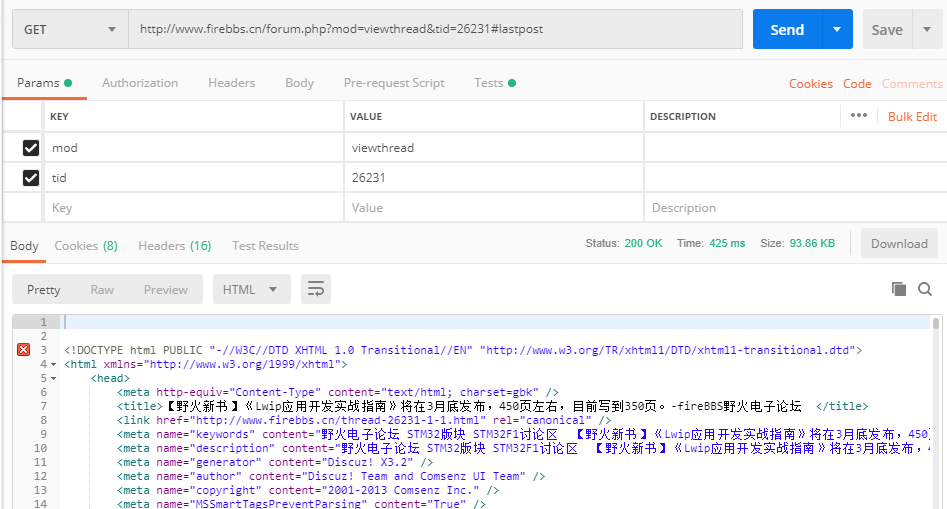 GET http://www.firebbs.cn/forum.php?mod=viewthread&tid=26231#lastpost Send Save
Params Authorization Headers Body Pre-request Script Tests Cookies Code Comments
KEY VALUE DESCRIPTION ••• Bulk Edit
mod viewthread
tid 26231
Key Value Description
Body Cookies (8) Headers (16) Test Results Status: 200 OK Time: 425 ms Size: 93.86 KB Download
Pretty Raw Preview HTML
1
2
3 <!DOCTYPE html PUBLIC "-//W3C//DTD XHTML 1.0 Transitional//EN" "http://www.w3.org/TR/xhtml1/DTD/xhtml1-transitional.dtd">
4 <html xmlns="http://www.w3.org/1999/xhtml">
5 <head>
6 <meta http-equiv="Content-Type" content="text/html; charset=gbk" />
7 <title>【野火新书】《Lwip应用开发实战指南》将在3月底发布，450页左右，目前写到350页。-fireBBS野火电子论坛 </title>
8 <link href="http://www.firebbs.cn/thread-26231-1-1.html" rel="canonical" />
9 <meta name="keywords" content="野火电子论坛 STM32版块 STM32F1讨论区 【野火新书】《Lwip应用开发实战指南》将在3月底发布，450
10 <meta name="description" content="野火电子论坛 STM32版块 STM32F1讨论区 【野火新书】《Lwip应用开发实战指南》将在3月底发布，4
11 <meta name="generator" content="Discuz! X3.2" />
12 <meta name="author" content="Discuz! Team and Comsenz UI Team" />
13 <meta name="copyright" content="2001-2013 Comsenz Inc." />
14 <meta name="MSSmartTagsPreventParsing" content="True" />